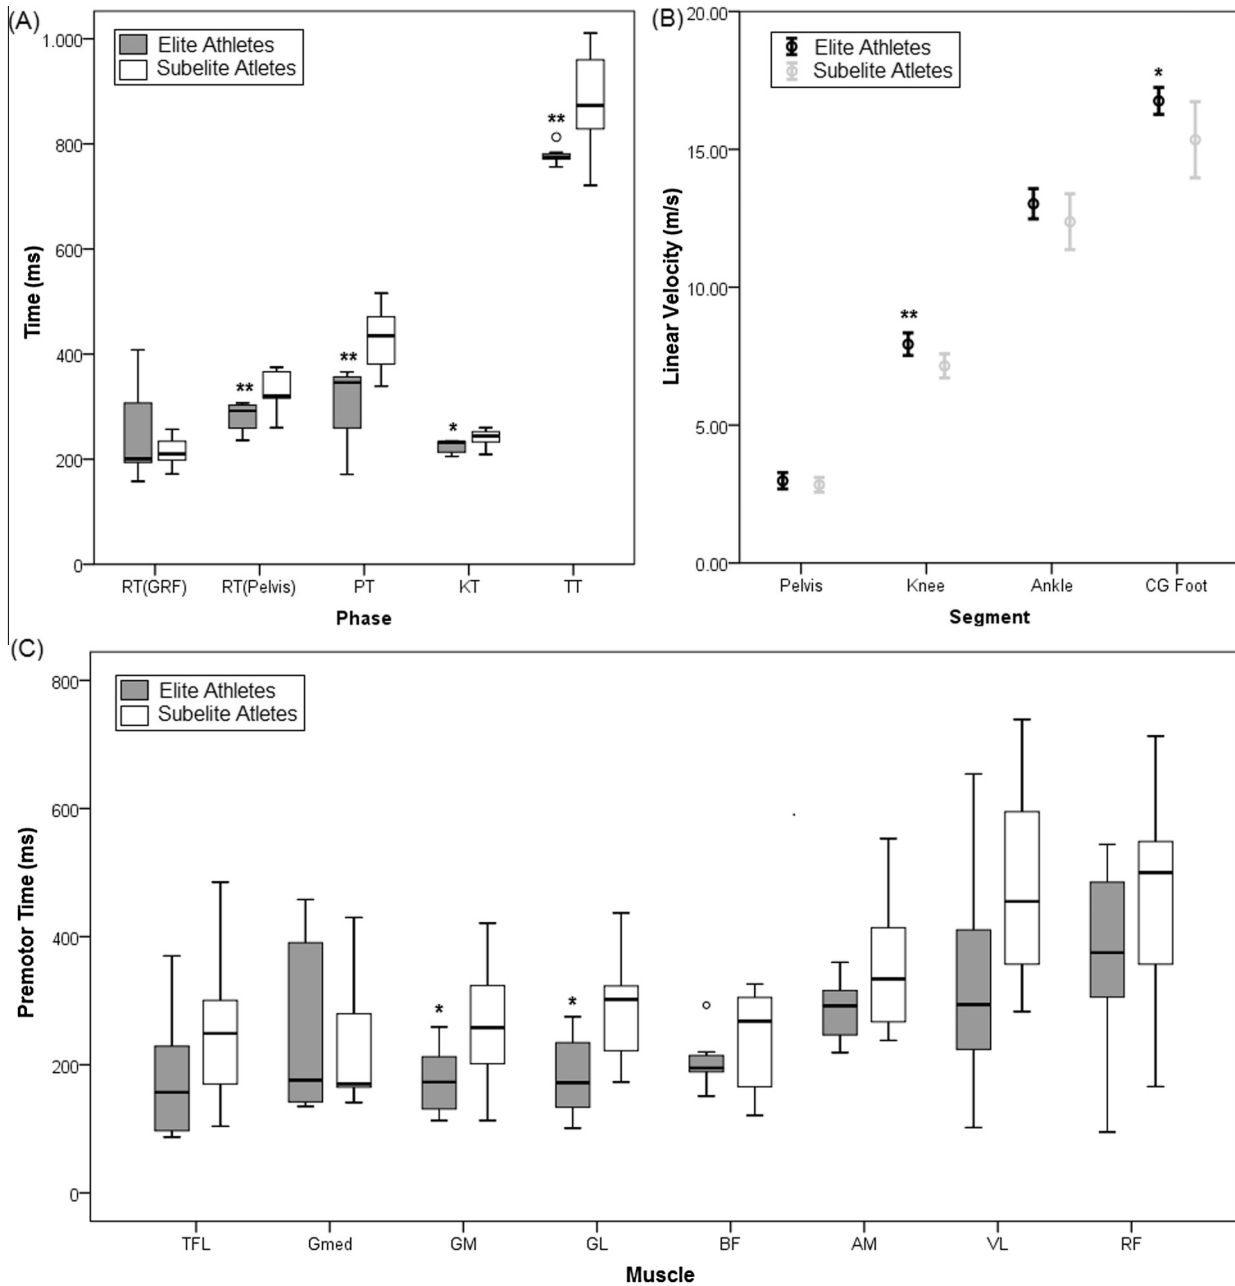 (A)
Elite Athletes
Subelite Atletes
1.000
800
600
400
200
0
Time (ms)
**
**
**
*
**
RT(GRF) RT(Pelvis) PT KT TT
Phase
(B)
Elite Athletes
Subelite Atletes
20.00
15.00
10.00
5.00
0.00
Linear Velocity (m/s)
**
*
Pelvis Knee Ankle CG Foot
Segment
(C)
Elite Athletes
Subelite Atletes
800
600
400
200
0
Premotor Time (ms)
*
*
TFL Gmed GM GL BF AM VL RF
Muscle